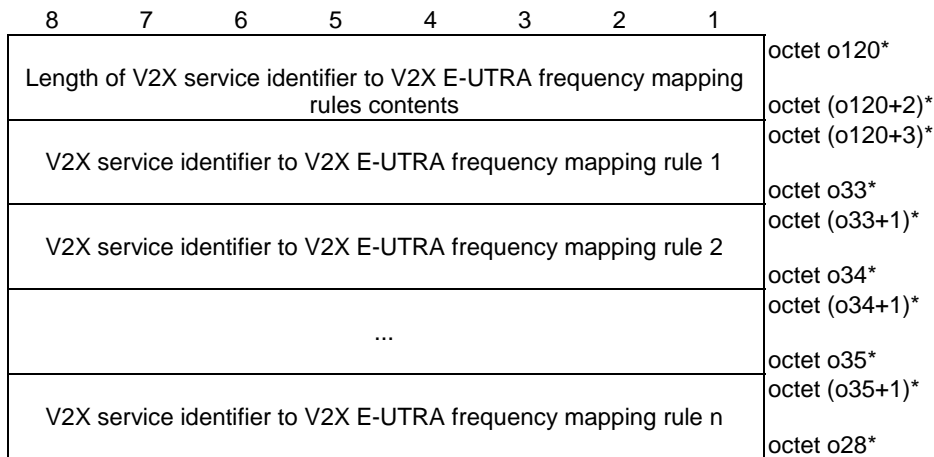 8 7 6 5 4 3 2 1
octet o120*
Length of V2X service identifier to V2X E-UTRA frequency mapping
rules contents
octet (o120+2)*
octet (o120+3)*
V2X service identifier to V2X E-UTRA frequency mapping rule 1
octet o33*
octet (o33+1)*
V2X service identifier to V2X E-UTRA frequency mapping rule 2
octet o34*
octet (o34+1)*
...
octet o35*
octet (o35+1)*
V2X service identifier to V2X E-UTRA frequency mapping rule n
octet o28*